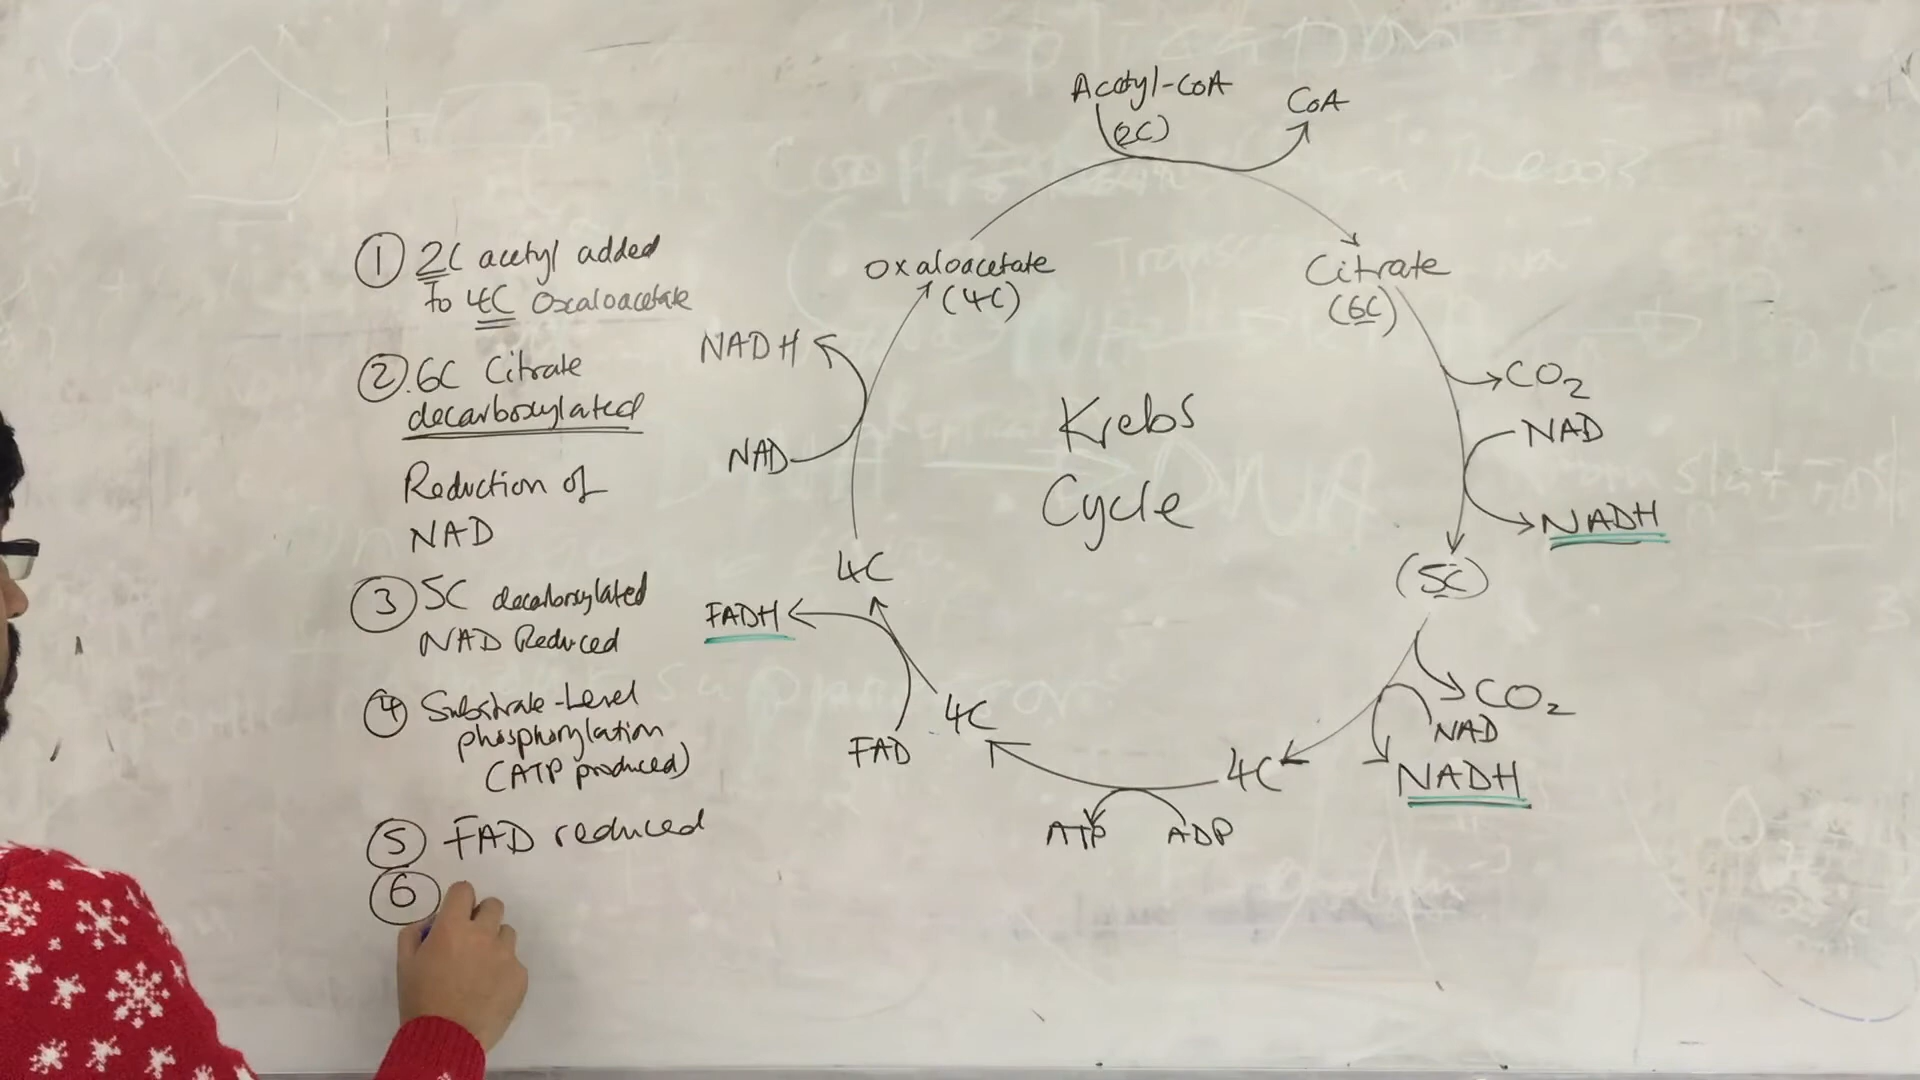 ① 2C acetyl added
to 4C Oxaloacetate
② 6C Citrate
decarboxylated
Reduction of
NAD
③ 5C decarboxylated
NAD Reduced
④ Substrate-Level
phosphorylation
(ATP produced)
⑤ FAD reduced
⑥
Acetyl-CoA
(2C)
CoA
Oxaloacetate
(4C)
Citrate
(6C)
CO2
NAD
NADH
(5C)
CO2
NAD
NADH
4C
ADP
ATP
4C
FAD
FADH
4C
NAD
NADH
Krebs
Cycle